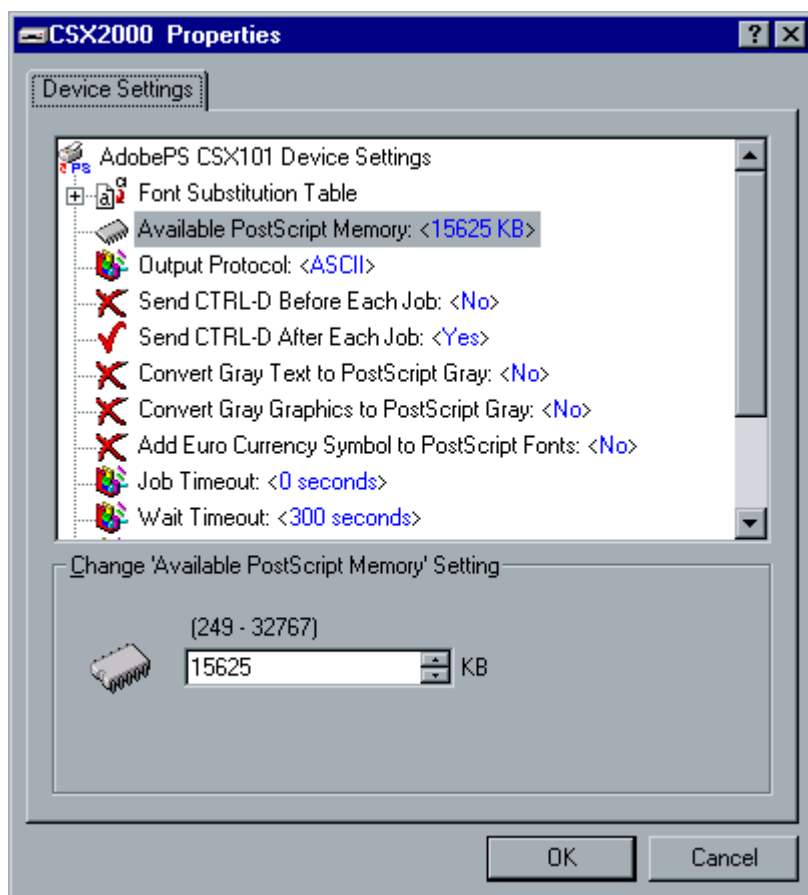 CSX2000 Properties
Device Settings
AdobePS CSX101 Device Settings
Font Substitution Table
Available PostScript Memory: <15625 KB>
Output Protocol: <ASCII>
Send CTRL-D Before Each Job: <No>
Send CTRL-D After Each Job: <Yes>
Convert Gray Text to PostScript Gray: <No>
Convert Gray Graphics to PostScript Gray: <No>
Add Euro Currency Symbol to PostScript Fonts: <No>
Job Timeout: <0 seconds>
Wait Timeout: <300 seconds>
Change 'Available PostScript Memory' Setting
(249 - 32767)
15625 KB
OK Cancel